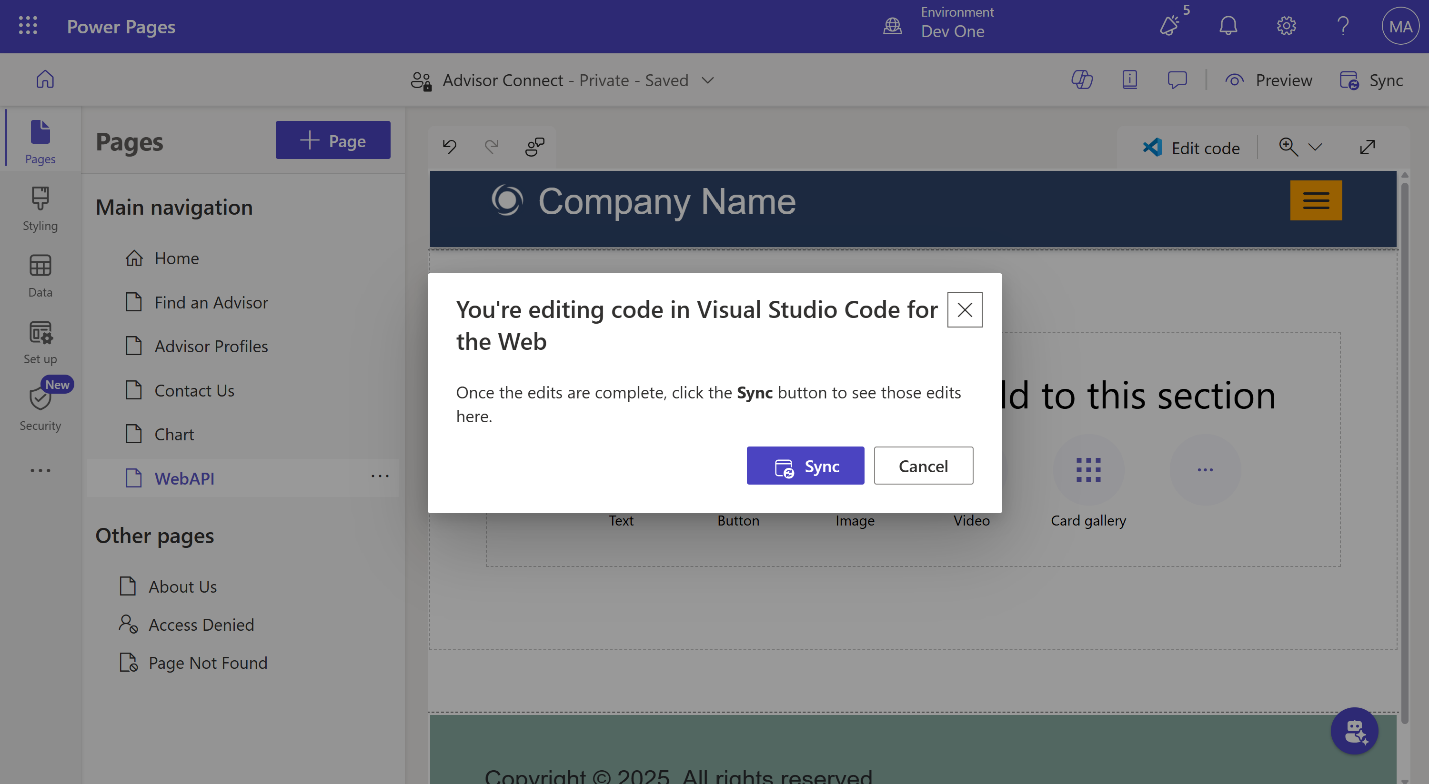 Power Pages
Environment
Dev One
5
MA
Advisor Connect - Private - Saved
Preview
Sync
Pages
Styling
Data
Set up
New
Security
Pages
Page
Main navigation
Home
Find an Advisor
Advisor Profiles
Contact Us
Chart
WebAPI
Other pages
About Us
Access Denied
Page Not Found
Edit code
Company Name
to this section
You're editing code in Visual Studio Code for
the Web
Once the edits are complete, click the Sync button to see those edits
here.
Sync
Cancel
Text
Button
Image
Video
Card gallery
Copyright © 2025. All rights reserved.